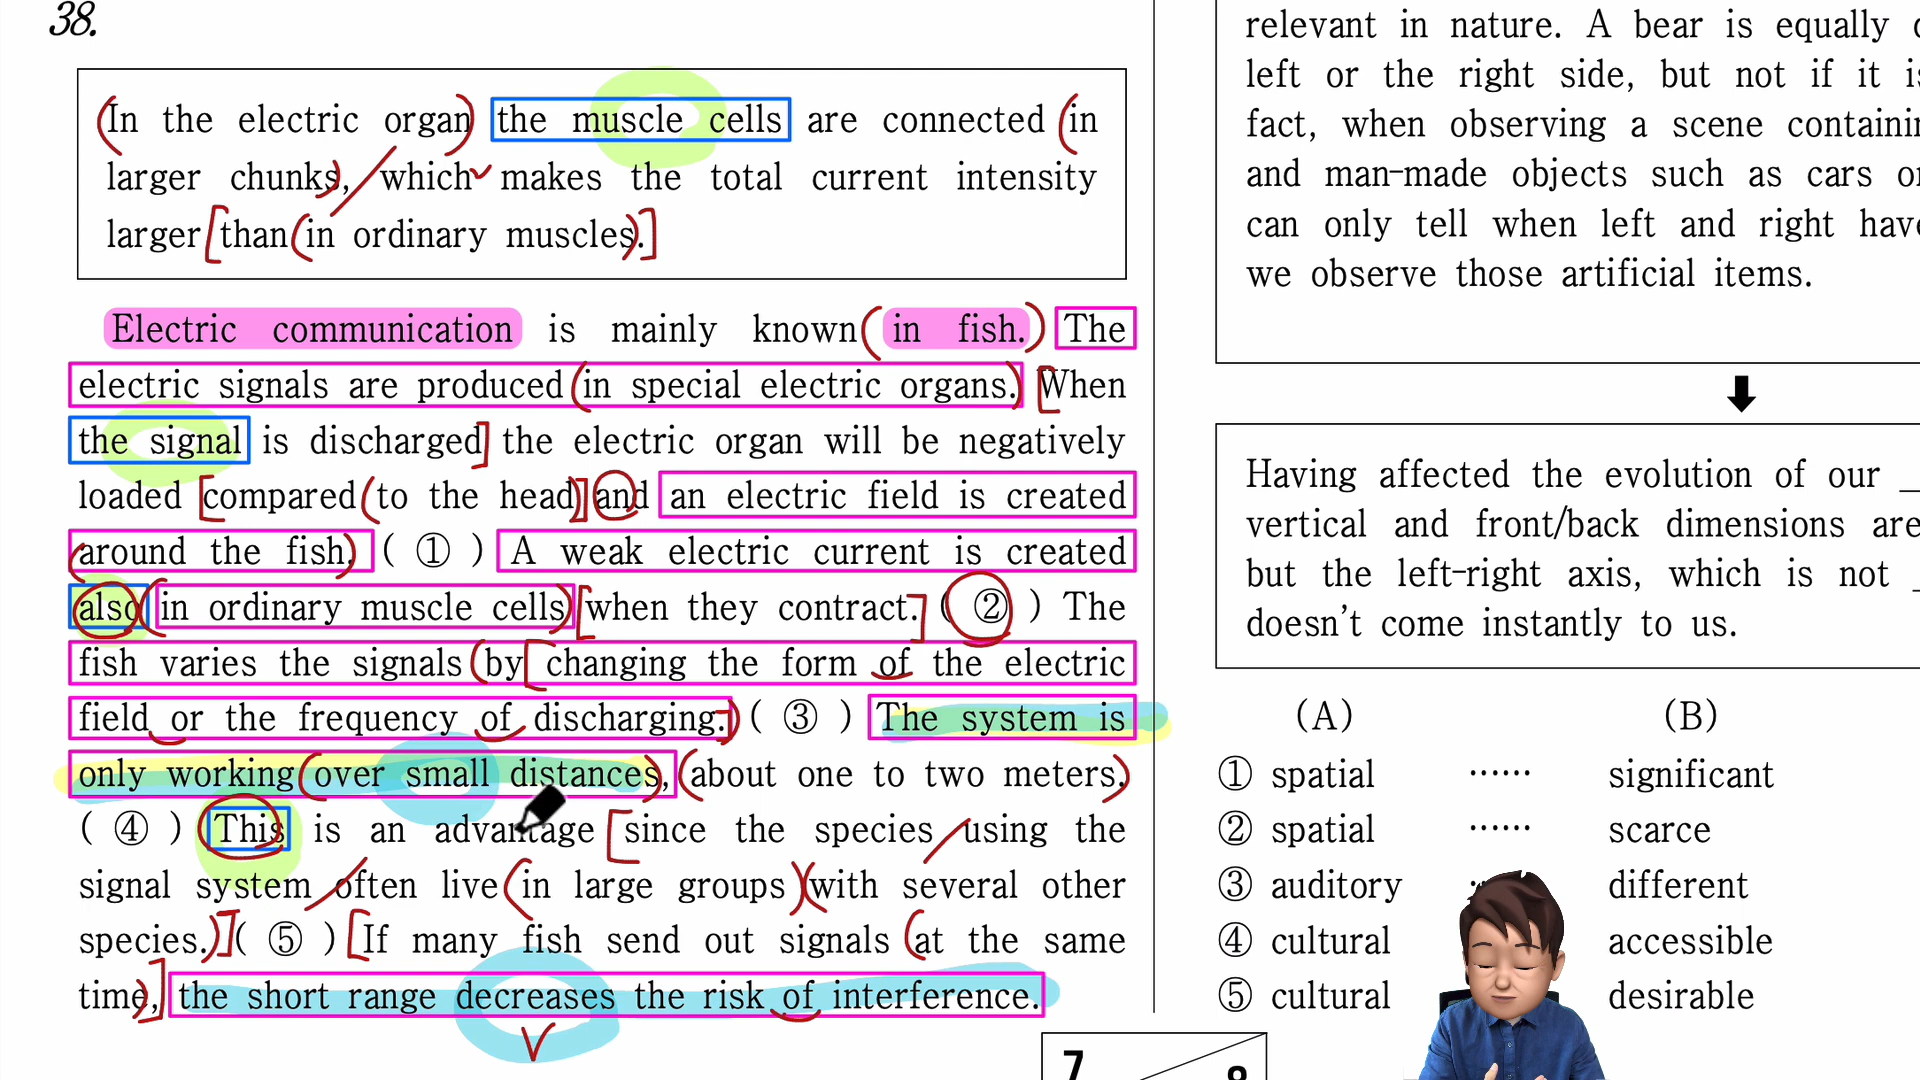 38.
In the electric organ the muscle cells are connected in
larger chunks, which makes the total current intensity
larger than in ordinary muscles.
Electric communication is mainly known in fish. The
electric signals are produced in special electric organs. When
the signal is discharged the electric organ will be negatively
loaded compared to the head and an electric field is created
around the fish. ( ① ) A weak electric current is created
also in ordinary muscle cells when they contract. ( ② ) The
fish varies the signals by changing the form of the electric
field or the frequency of discharging. ( ③ ) The system is
only working over small distances, about one to two meters.
( ④ ) This is an advantage since the species using the
signal system often live in large groups with several other
species. ( ⑤ ) If many fish send out signals at the same
time, the short range decreases the risk of interference.
relevant in nature. A bear is equally
left or the right side, but not if it is
fact, when observing a scene
and man-made objects such as cars
can only tell when left and right
we observe those artificial items.
Having affected the evolution of our
vertical and front/back dimensions are
but the left-right axis, which is not
doesn't come instantly to us.
(A) (B)
① spatial ...... significant
② spatial ...... scarce
③ auditory different
④ cultural accessible
⑤ cultural desirable
7
8